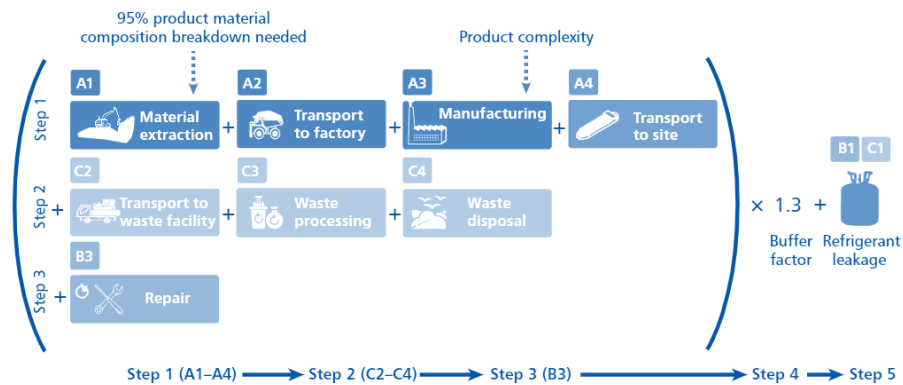 95% product material
composition breakdown needed
Product complexity
Step 1
A1
Material
extraction
+
A2
Transport
to factory
+
A3
Manufacturing
+
A4
Transport
to site
Step 2
+
C2
Transport to
waste facility
+
C3
Waste
processing
+
C4
Waste
disposal
Step 3
+
B3
Repair
× 1.3 +
Buffer
factor
B1 C1
Refrigerant
leakage
Step 1 (A1–A4)
Step 2 (C2–C4)
Step 3 (B3)
Step 4
Step 5